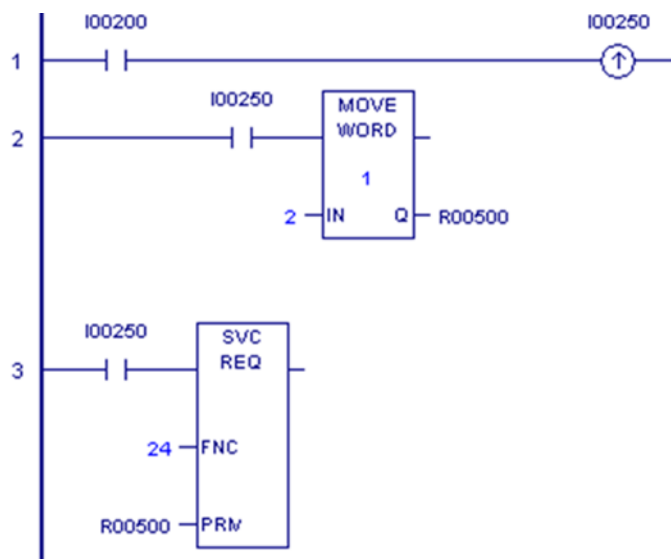 I00200 I00250
1
I00250 MOVE
2 WORD
1
2 IN Q R00500
I00250 SVC
3 REQ
24 FNC
R00500 PRM